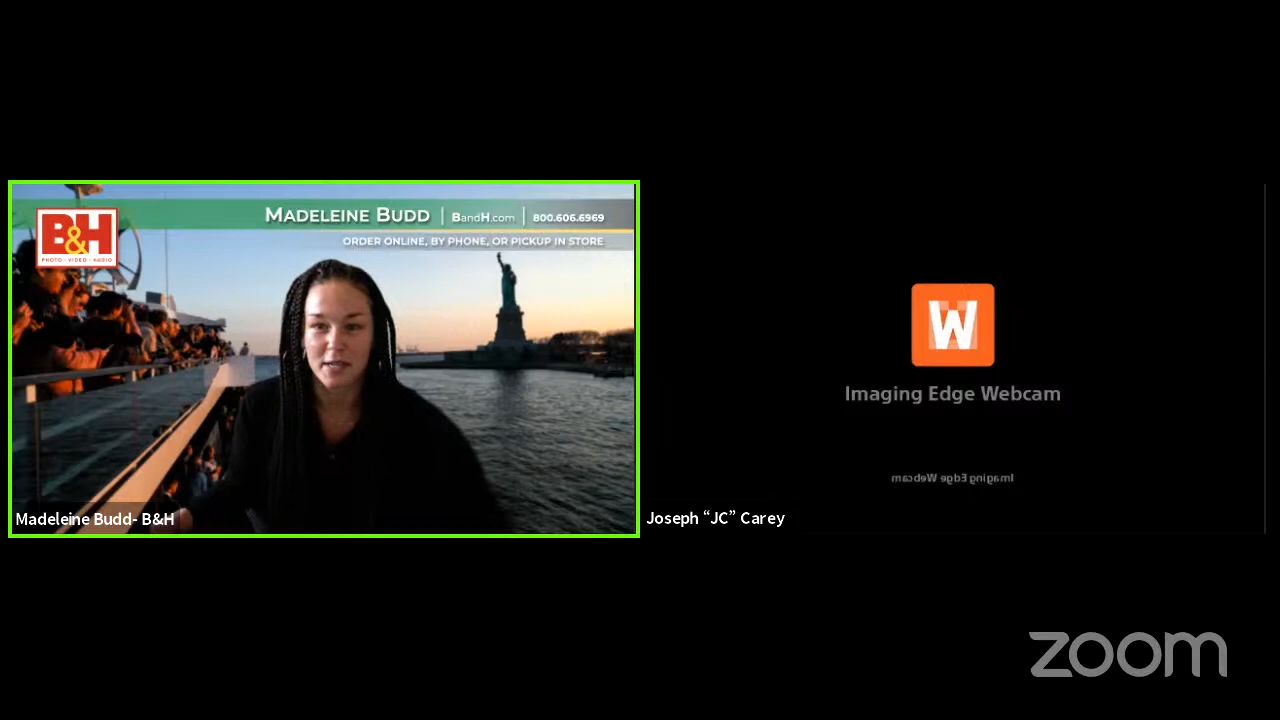 MADELEINE BUDD | BandH.com | 800.606.6969
ORDER ONLINE, BY PHONE, OR PICKUP IN STORE
B&H
PHOTO · VIDEO · AUDIO
W
Imaging Edge Webcam
Imaging Edge Webcam
Madeleine Budd- B&H
Joseph “JC” Carey
zoom